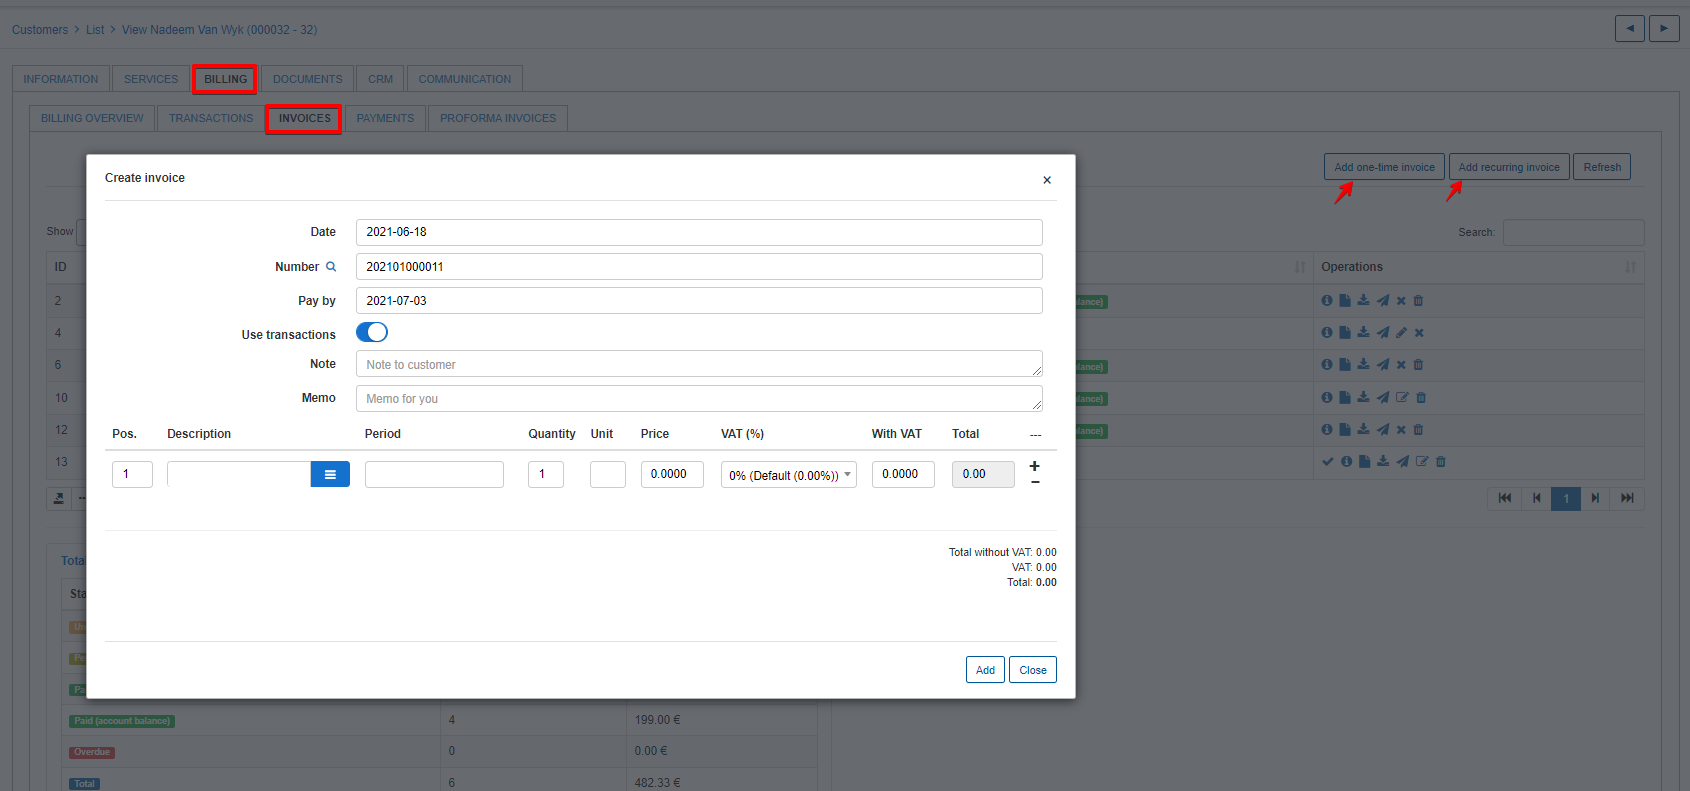 Customers > List > View Nadeem Van Wyk (000032 - 32)
INFORMATION SERVICES BILLING DOCUMENTS CRM COMMUNICATION
BILLING OVERVIEW TRANSACTIONS INVOICES PAYMENTS PROFORMA INVOICES
Add one-time invoice Add recurring invoice Refresh
Show
Search:
ID Operations
2
4
6
10
12
13
1
Create invoice ×
Date 2021-06-18
Number 202101000011
Pay by 2021-07-03
Use transactions
Note Note to customer
Memo Memo for you
Pos. Description Period Quantity Unit Price VAT (%) With VAT Total ---
1 1 0.0000 0% (Default (0.00%)) 0.0000 0.00 + −
Total without VAT: 0.00
VAT: 0.00
Total: 0.00
Add Close
Paid (account balance) 4 199.00 €
Overdue 0 0.00 €
Total 6 482.33 €